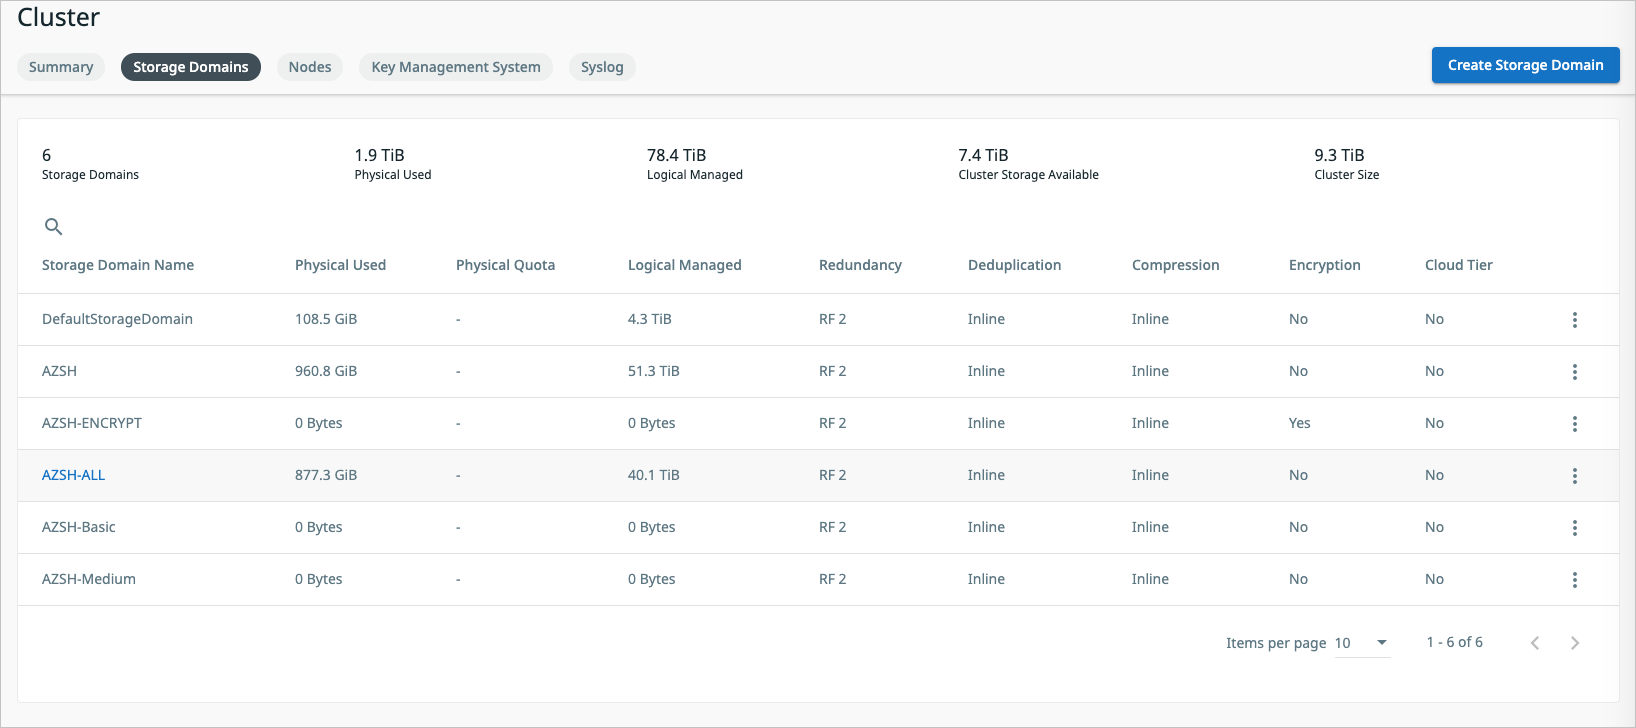 Cluster
Summary Storage Domains Nodes Key Management System Syslog Create Storage Domain
6 1.9 TiB 78.4 TiB 7.4 TiB 9.3 TiB
Storage Domains Physical Used Logical Managed Cluster Storage Available Cluster Size
Storage Domain Name Physical Used Physical Quota Logical Managed Redundancy Deduplication Compression Encryption Cloud Tier
DefaultStorageDomain 108.5 GiB - 4.3 TiB RF 2 Inline Inline No No
AZSH 960.8 GiB - 51.3 TiB RF 2 Inline Inline No No
AZSH-ENCRYPT 0 Bytes - 0 Bytes RF 2 Inline Inline Yes No
AZSH-ALL 877.3 GiB - 40.1 TiB RF 2 Inline Inline No No
AZSH-Basic 0 Bytes - 0 Bytes RF 2 Inline Inline No No
AZSH-Medium 0 Bytes - 0 Bytes RF 2 Inline Inline No No
Items per page 10 1 - 6 of 6